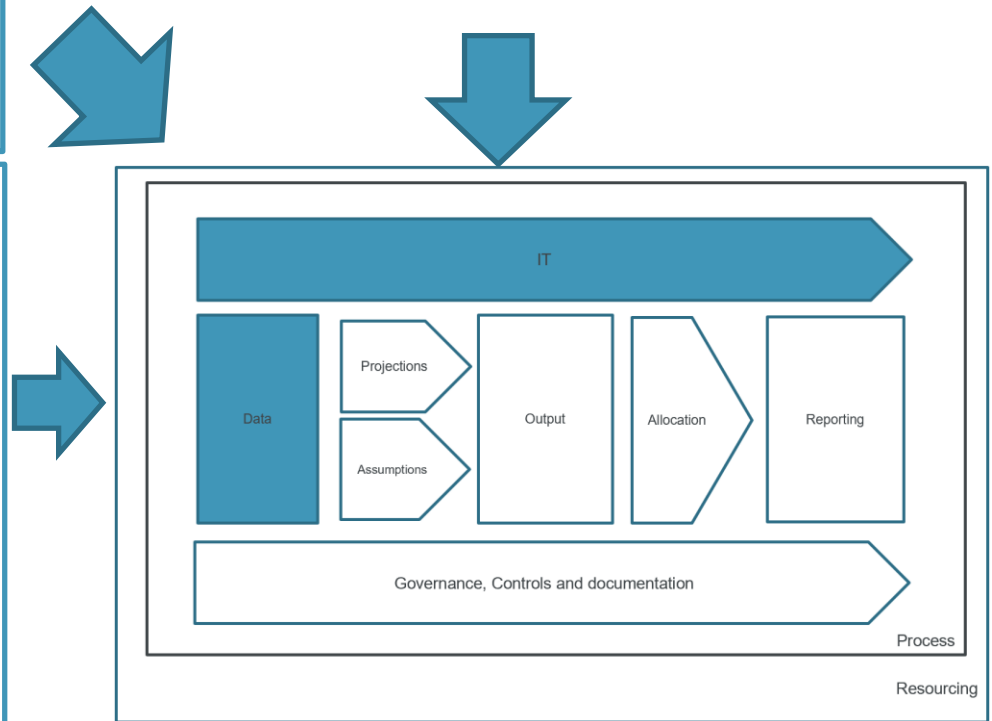 IT
Data
Projections
Assumptions
Output
Allocation
Reporting
Governance, Controls and documentation
Process
Resourcing